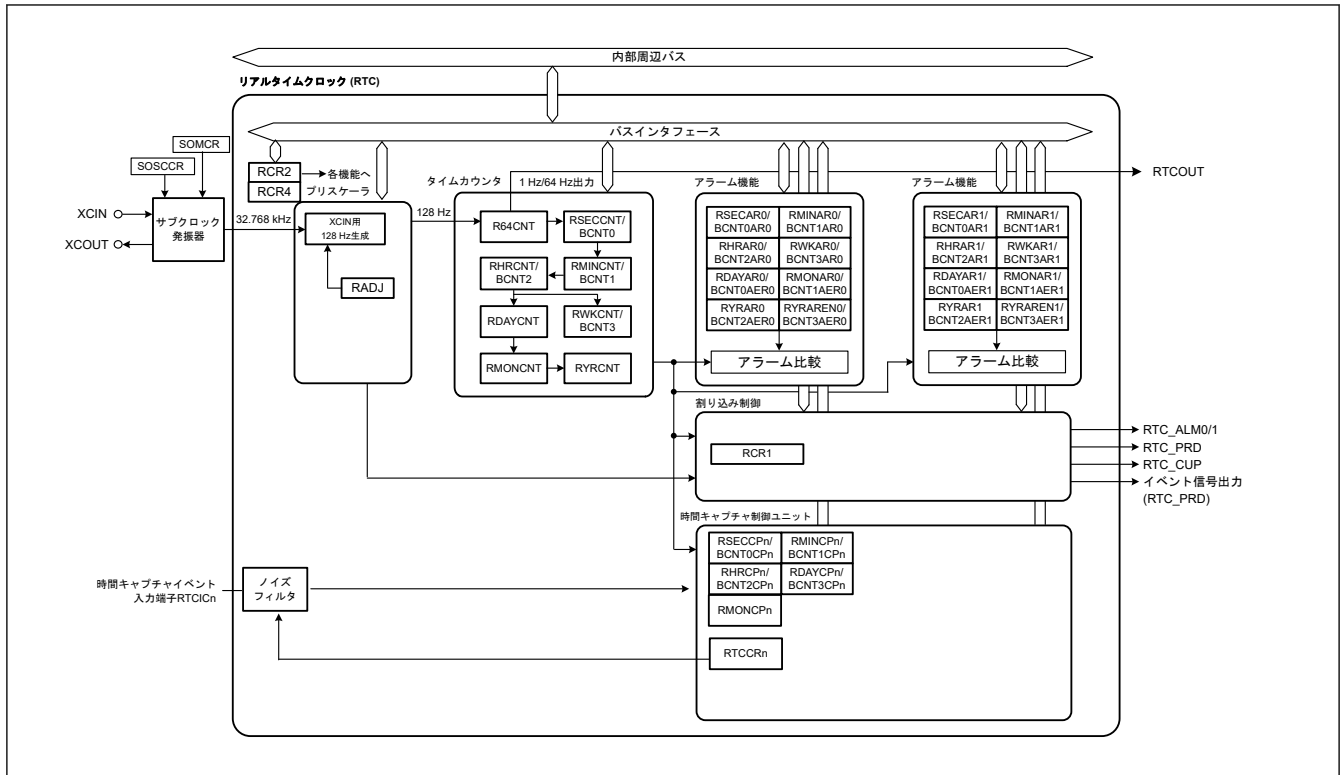 内部周辺バス
リアルタイムクロック (RTC)
バスインタフェース
SOMCR
SOSCCR
XCIN
XCOUT
サブクロック
発振器
32.768 kHz
RCR2
RCR4
各機能へ
プリスケーラ
XCIN用
128 Hz生成
RADJ
128 Hz
タイムカウンタ
1 Hz/64 Hz出力
R64CNT
RSECCNT/
BCNT0
RHRCNT/
BCNT2
RMINCNT/
BCNT1
RDAYCNT
RWKCNT/
BCNT3
RMONCNT
RYRCNT
RTCOUT
アラーム機能
RSECAR0/
BCNT0AR0
RMINAR0/
BCNT1AR0
RHRAR0/
BCNT2AR0
RWKAR0/
BCNT3AR0
RDAYAR0/
BCNT0AER0
RMONAR0/
BCNT1AER0
RYRAR0
BCNT2AER0
RYRAREN0/
BCNT3AER0
アラーム比較
アラーム機能
RSECAR1/
BCNT0AR1
RMINAR1/
BCNT1AR1
RHRAR1/
BCNT2AR1
RWKAR1/
BCNT3AR1
RDAYAR1/
BCNT0AER1
RMONAR1/
BCNT1AER1
RYRAR1
BCNT2AER1
RYRAREN1/
BCNT3AER1
アラーム比較
割り込み制御
RCR1
RTC_ALM0/1
RTC_PRD
RTC_CUP
イベント信号出力
(RTC_PRD)
時間キャプチャ制御ユニット
RSECCPn/
BCNT0CPn
RMINCPn/
BCNT1CPn
RHRCPn/
BCNT2CPn
RDAYCPn/
BCNT3CPn
RMONCPn
RTCCRn
時間キャプチャイベント
入力端子RTCICn
ノイズ
フィルタ